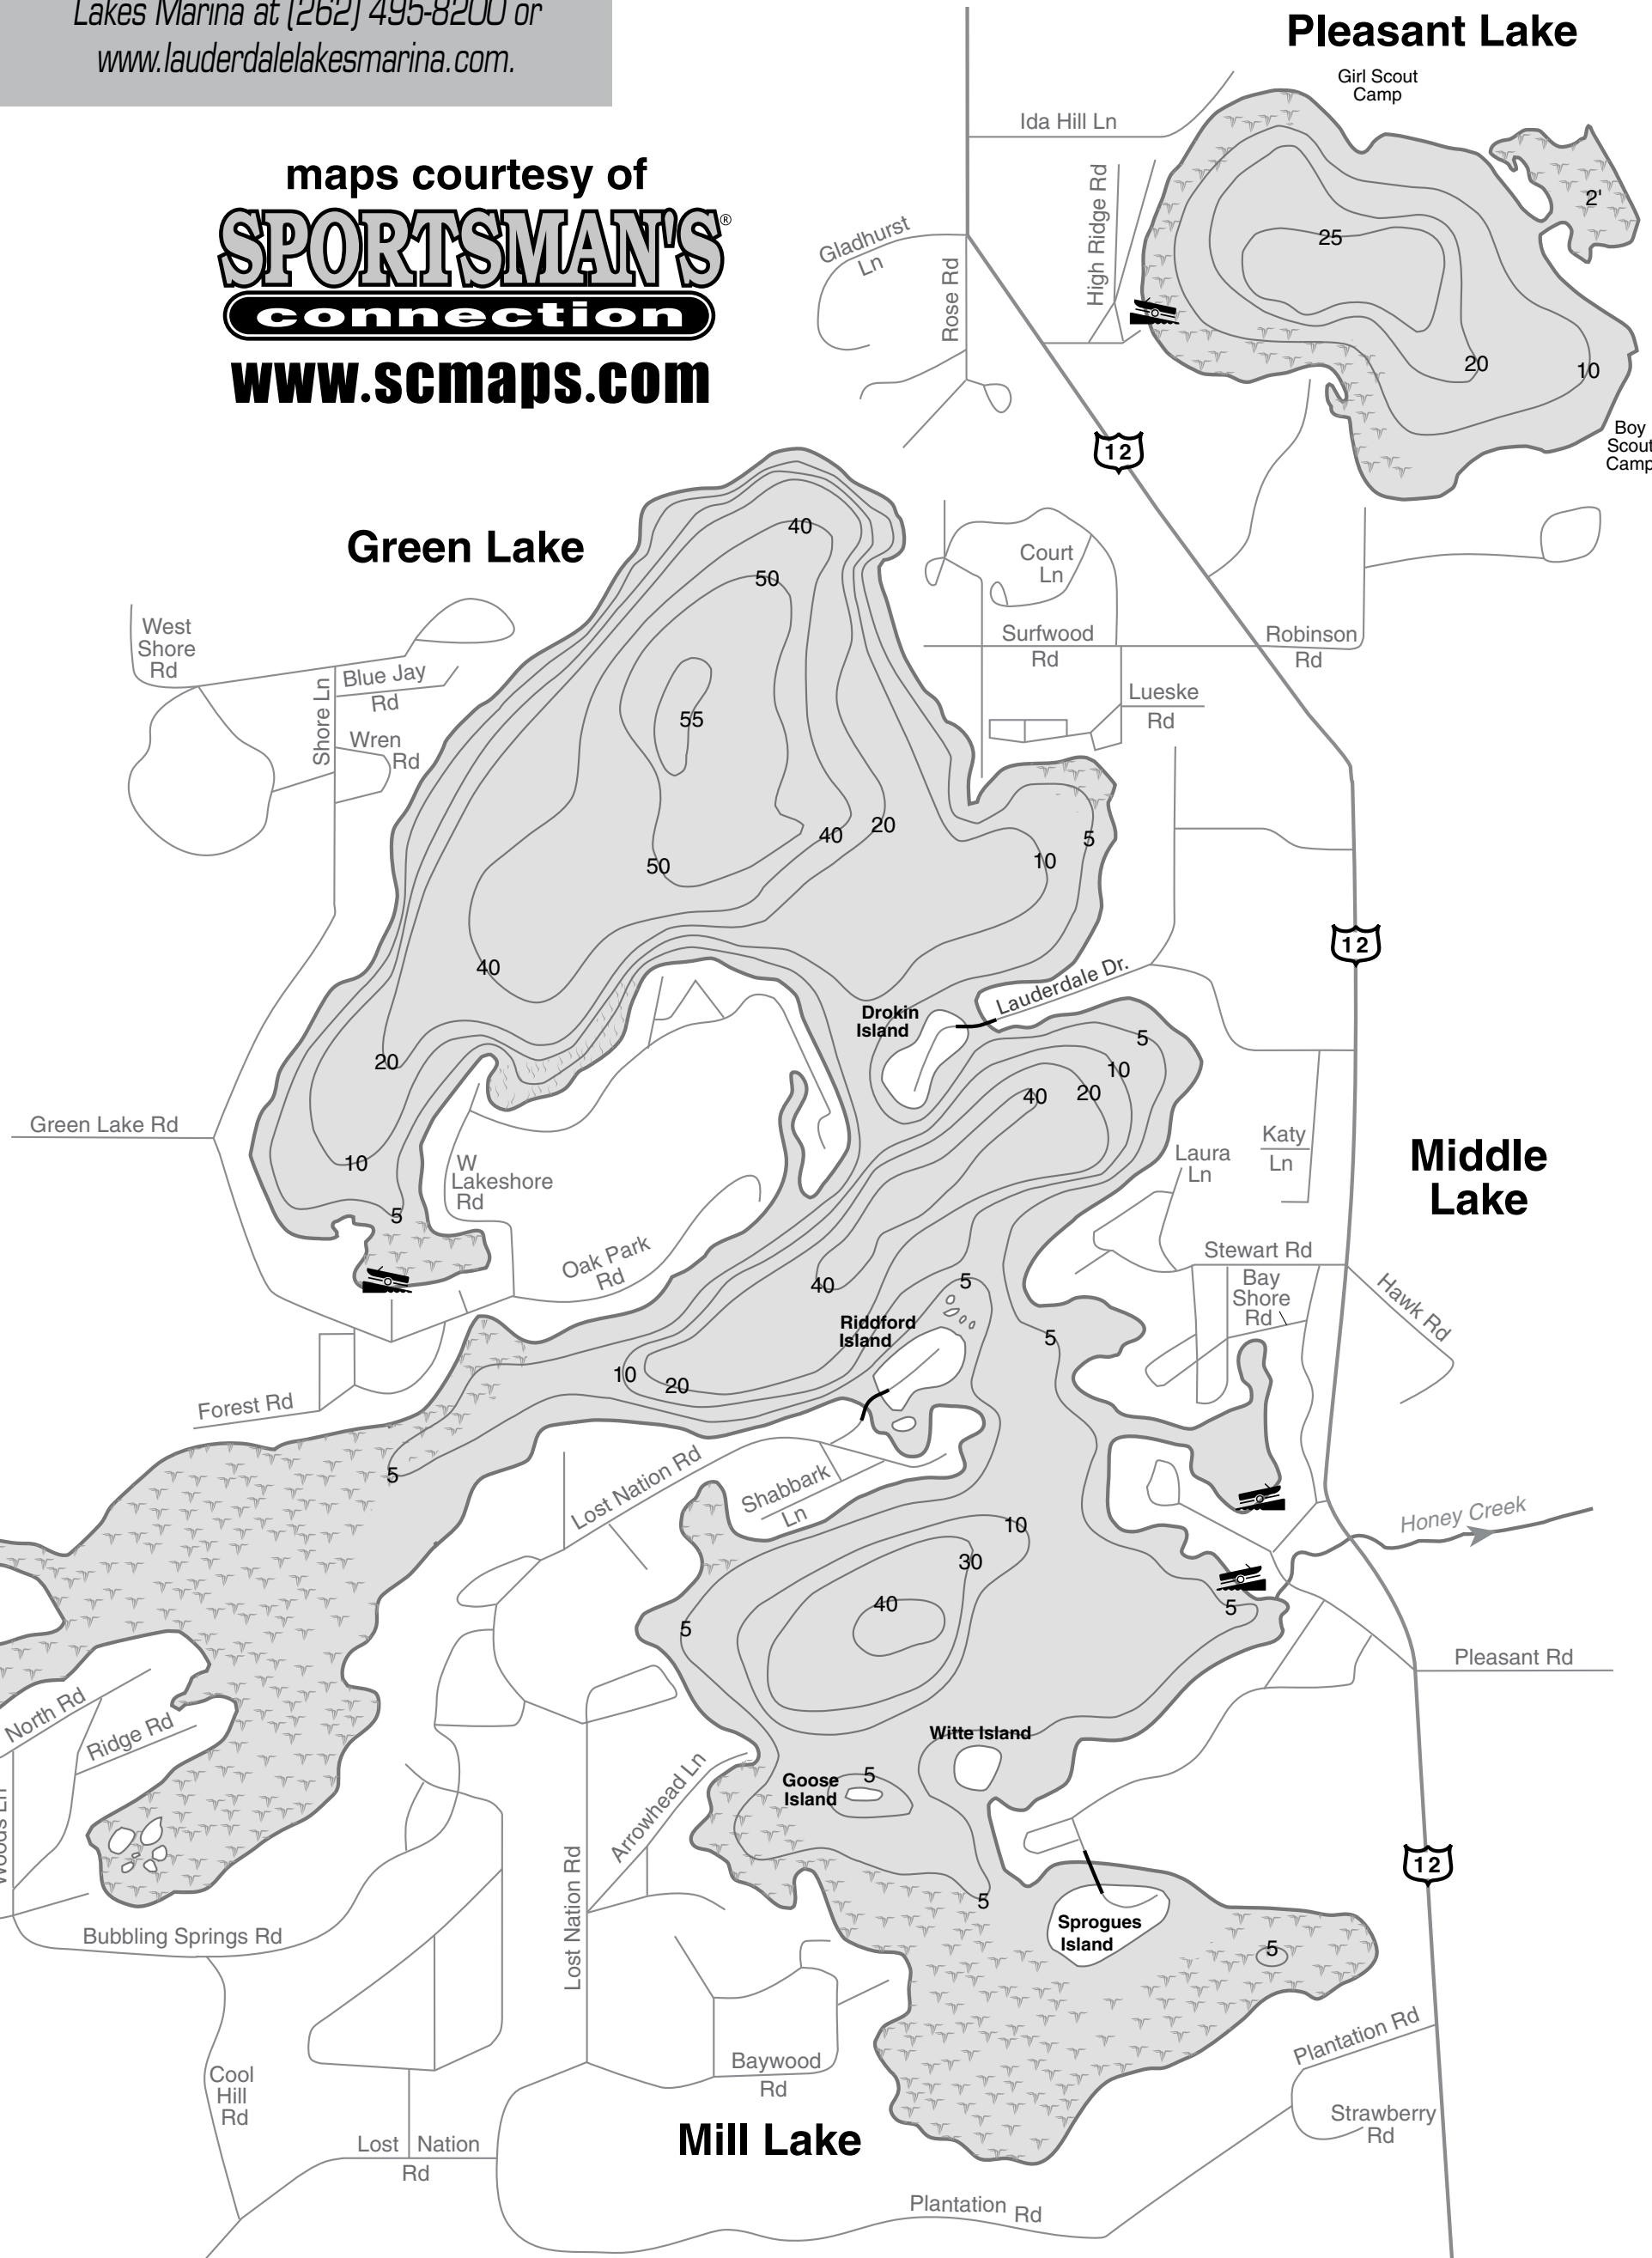 Lakes Marina at (262) 495-8200 or
www.lauderdalelakesmarina.com.
maps courtesy of
SPORTSMAN'S®
connection
www.scmaps.com
Pleasant Lake
Girl Scout
Camp
Ida Hill Ln
High Ridge Rd
2'
25
Gladhurst
Ln
Rose Rd
20
10
Boy
Scout
Camp
12
Green Lake
40
50
Court
Ln
West
Shore
Rd
Surfwood
Rd
Robinson
Rd
Blue Jay
Rd
Shore Ln
Wren
Rd
Lueske
Rd
55
40
20
5
10
50
12
40
Lauderdale Dr.
Drokin
Island
5
20
10
40
20
Green Lake Rd
10
W
Lakeshore
Rd
Laura
Ln
Katy
Ln
Middle
Lake
5
Oak Park
Rd
Stewart Rd
Bay
Shore
Rd
Hawk Rd
40
5
Riddford
Island
5
10
20
Forest Rd
5
Lost Nation Rd
Shabbark
Ln
Honey Creek
10
30
40
5
5
Pleasant Rd
North Rd
Ridge Rd
Woods Ln
Witte Island
Goose
Island
5
Arrowhead Ln
Lost Nation Rd
12
5
Sprogues
Island
5
Bubbling Springs Rd
Plantation Rd
Cool
Hill
Rd
Baywood
Rd
Strawberry
Rd
Mill Lake
Lost Nation
Rd
Plantation Rd